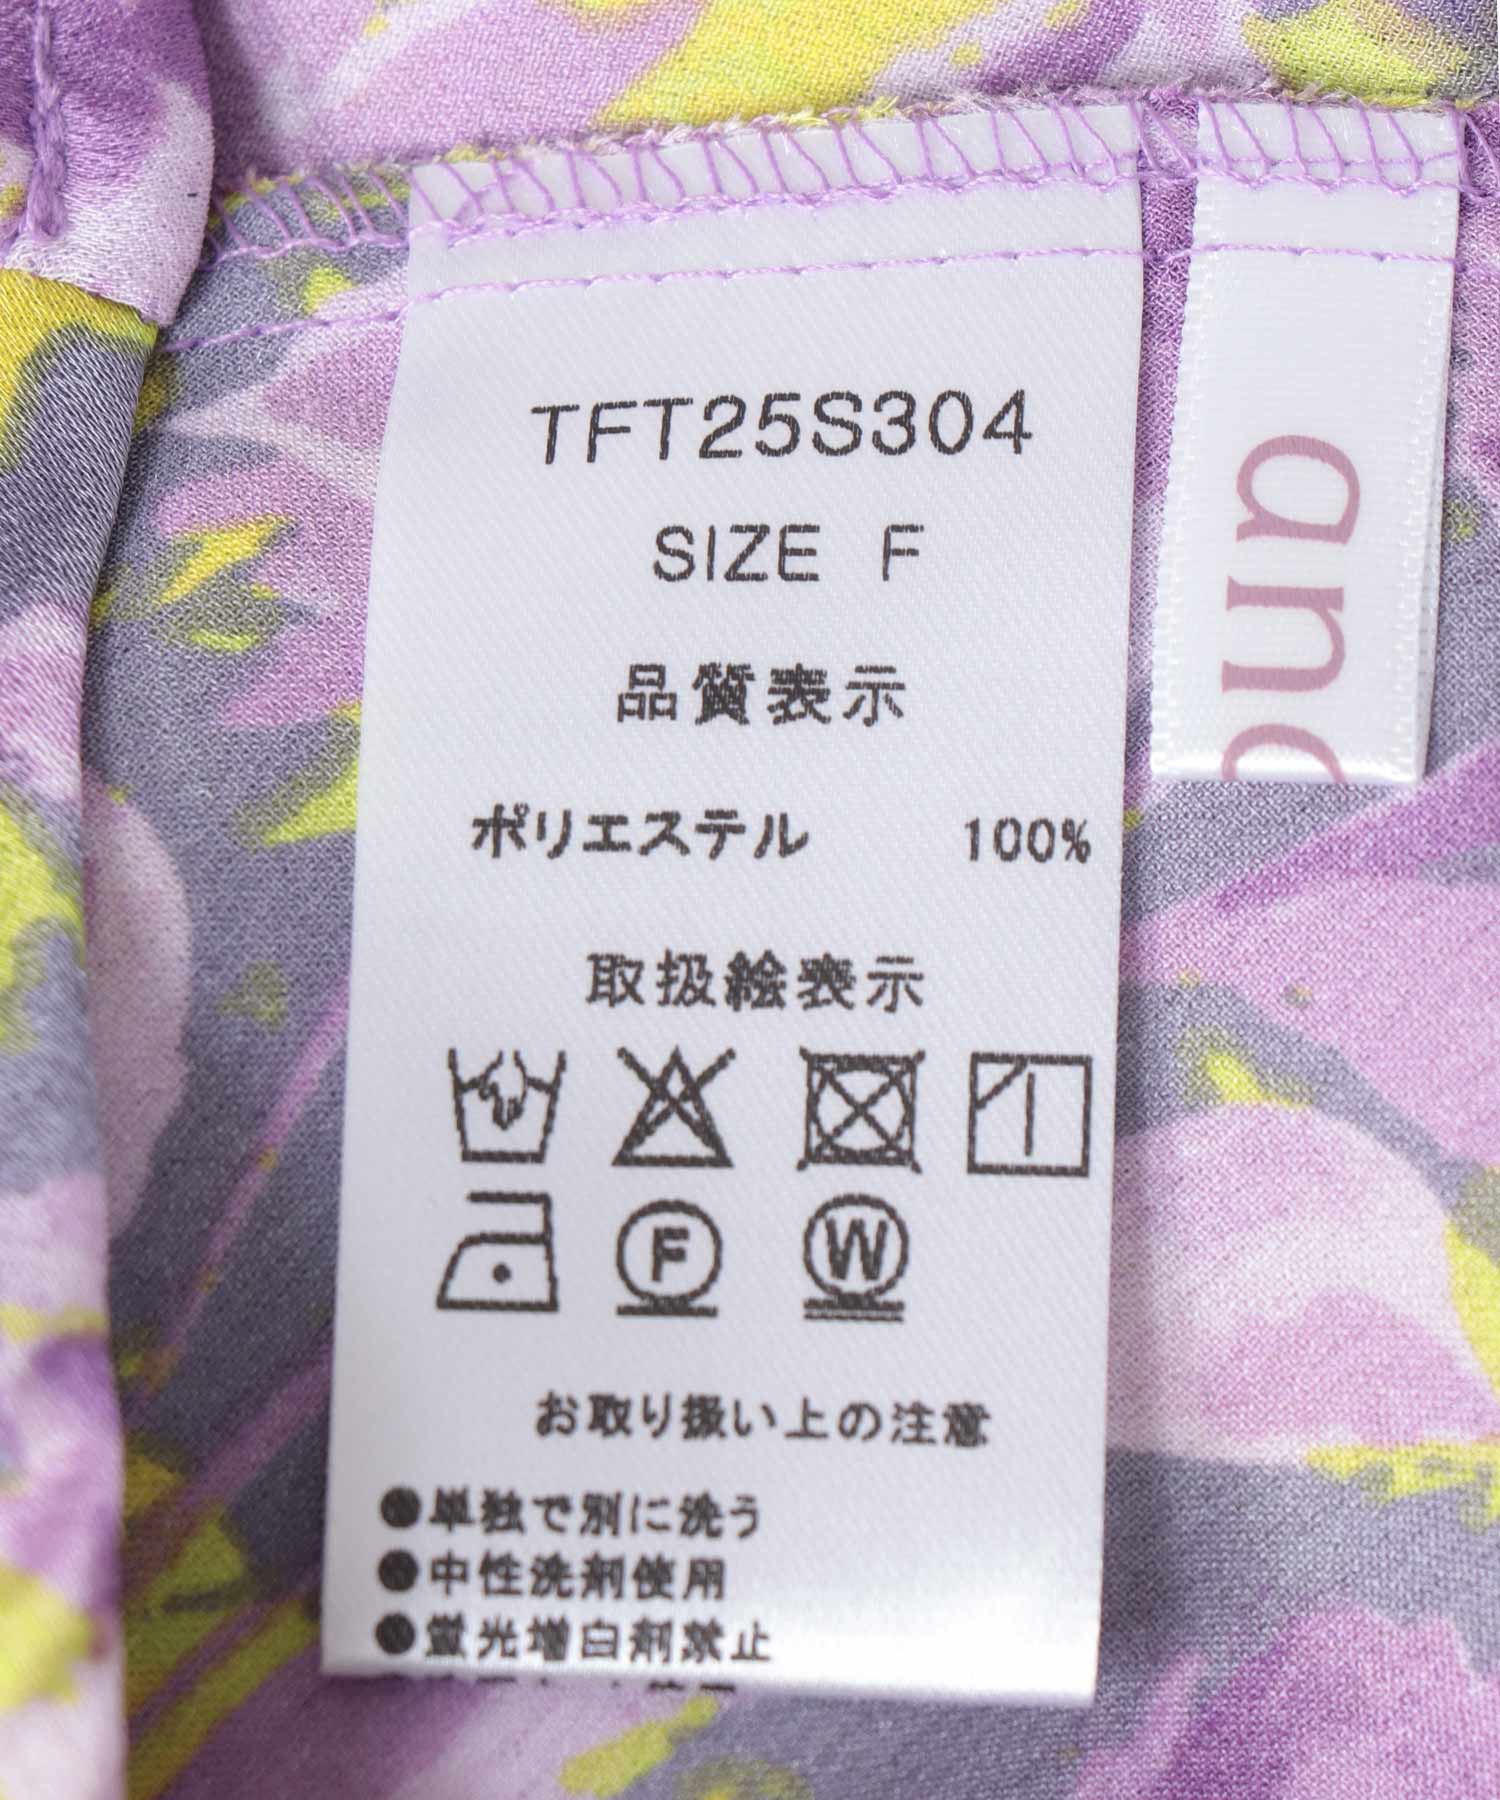 TFT25S304
SIZE F
品質表示
ポリエステル 100%
取扱絵表示
F W
お取り扱い上の注意
●単独で別に洗う
●中性洗剤使用
●蛍光増白剤禁止
an